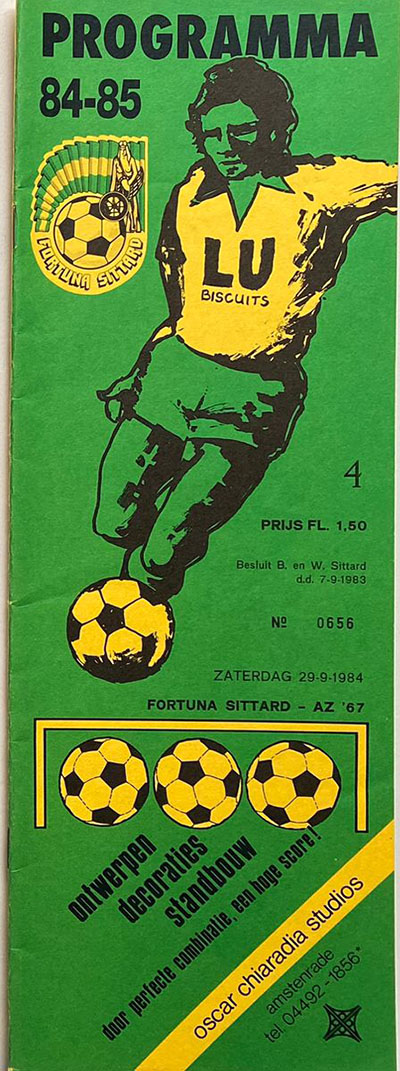 PROGRAMMA
84-85
FORTUNA SITTARD
LU
BISCUITS
4
PRIJS FL. 1,50
Besluit B. en W. Sittard
d.d. 7-9-1983
Nº 0656
ZATERDAG 29-9-1984
FORTUNA SITTARD - AZ '67
ontwerpen
decoraties
standbouw
door perfecte combinatie, een hoge score!
oscar chiaradia studios
amstenrade
tel. 04492-1856*